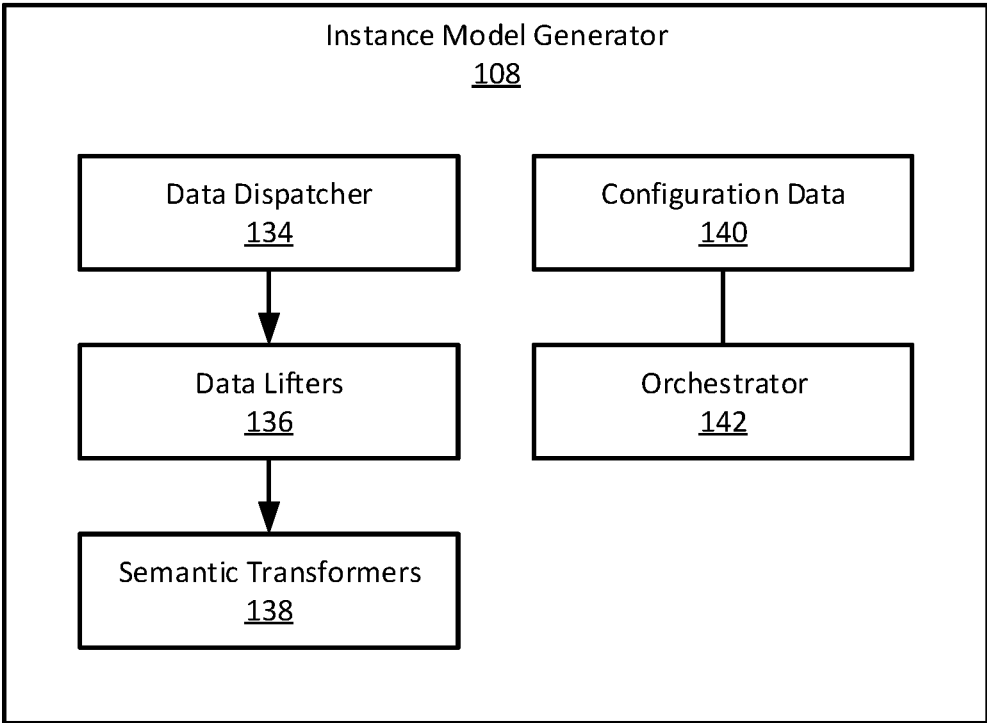 Instance Model Generator
108
Data Dispatcher
134
Configuration Data
140
Data Lifters
136
Orchestrator
142
Semantic Transformers
138